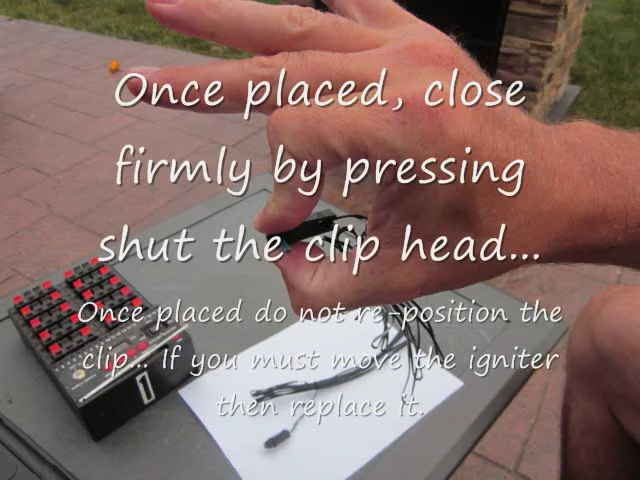 Once placed, close
firmly by pressing
shut the clip head...
Once placed do not re-position the
clip... If you must move the igniter
then replace it.
1